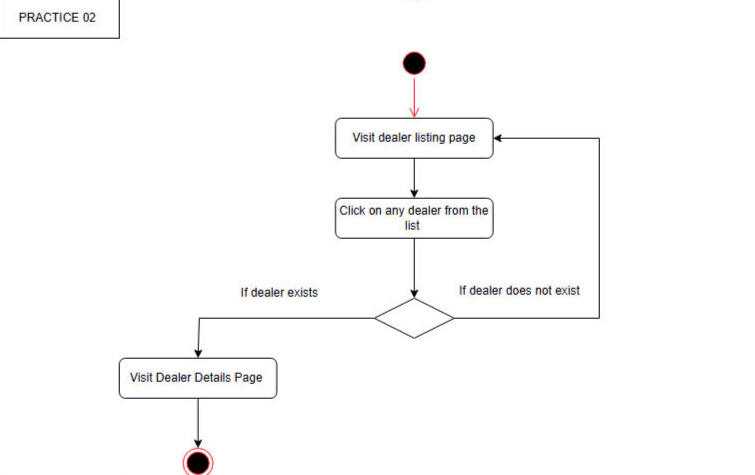 PRACTICE 02
Visit dealer listing page
Click on any dealer from the
list
If dealer exists
If dealer does not exist
Visit Dealer Details Page